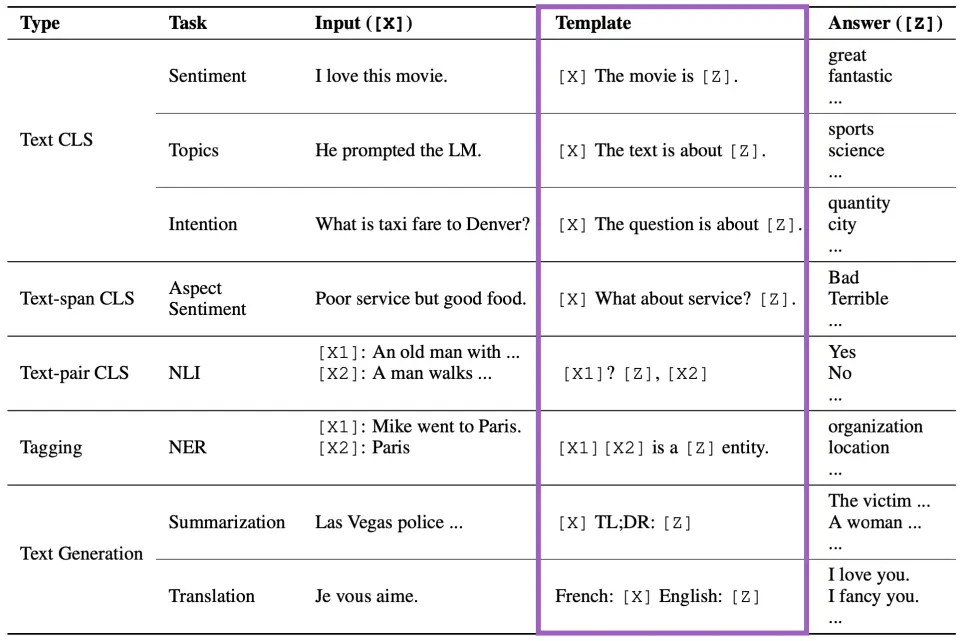 Type Task Input ([X]) Template Answer ([Z])
Text CLS
Sentiment I love this movie. [X] The movie is [Z]. great
fantastic
...
Topics He prompted the LM. [X] The text is about [Z]. sports
science
...
Intention What is taxi fare to Denver? [X] The question is about [Z]. quantity
city
...
Text-span CLS Aspect
Sentiment Poor service but good food. [X] What about service? [Z]. Bad
Terrible
...
Text-pair CLS NLI [X1]: An old man with ...
[X2]: A man walks ... [X1]? [Z], [X2] Yes
No
...
Tagging NER [X1]: Mike went to Paris.
[X2]: Paris [X1][X2] is a [Z] entity. organization
location
...
Text Generation
Summarization Las Vegas police ... [X] TL;DR: [Z] The victim ...
A woman ...
...
Translation Je vous aime. French: [X] English: [Z] I love you.
I fancy you.
...